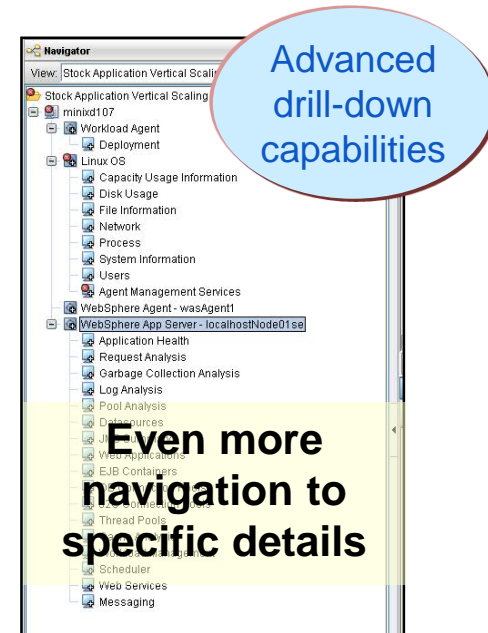 Navigator
View: Stock Application Vertical Scalin
Advanced
drill-down
capabilities
Stock Application Vertical Scaling
minixd107
Workload Agent
Deployment
Linux OS
Capacity Usage Information
Disk Usage
File Information
Network
Process
System Information
Users
Agent Management Services
WebSphere Agent - wasAgent1
WebSphere App Server - localhostNode01se
Application Health
Request Analysis
Garbage Collection Analysis
Log Analysis
Pool Analysis
Datasources
Web Applications
EJB Containers
Thread Pools
Scheduler
Web Services
Messaging
Even more
navigation to
specific details